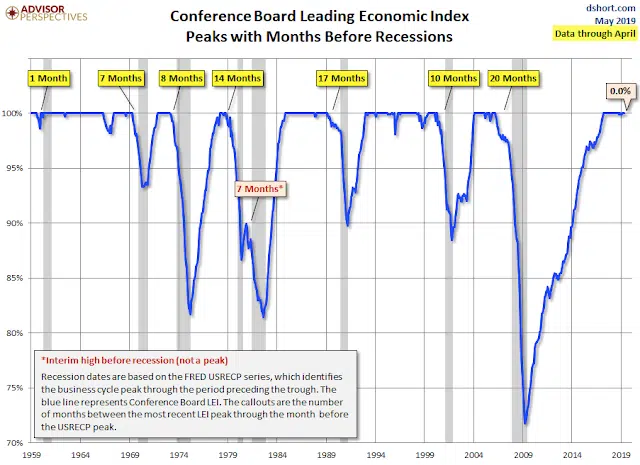 ADVISOR
PERSPECTIVES
Conference Board Leading Economic Index
Peaks with Months Before Recessions
dshort.com
May 2019
Data through April
1 Month
7 Months
8 Months
14 Months
17 Months
10 Months
20 Months
0.0%
7 Months*
100%
95%
90%
85%
80%
75%
70%
*Interim high before recession (not a peak)
Recession dates are based on the FRED USRECP series, which identifies
the business cycle peak through the period preceding the trough. The
blue line represents Conference Board LEI. The callouts are the number
of months between the most recent LEI peak through the month before
the USRECP peak.
1959 1964 1969 1974 1979 1984 1989 1994 1999 2004 2009 2014 2019